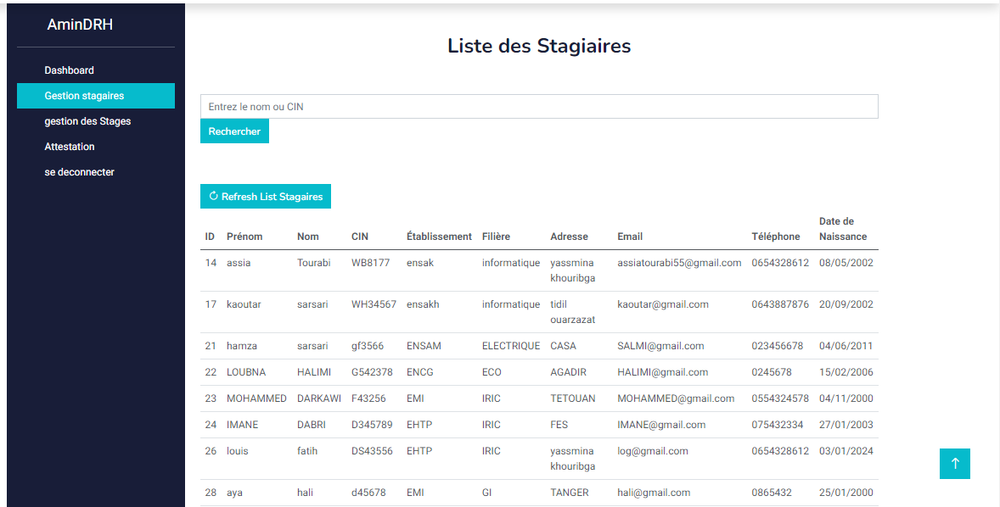 AminDRH
Dashboard
Gestion stagaires
gestion des Stages
Attestation
se deconnecter
Liste des Stagiaires
Entrez le nom ou CIN
Rechercher
Refresh List Stagaires
ID Prénom Nom CIN Établissement Filière Adresse Email Téléphone Date de Naissance
14 assia Tourabi WB8177 ensak informatique yassmina khouribga assiatourabi55@gmail.com 0654328612 08/05/2002
17 kaoutar sarsari WH34567 ensakh informatique tidil ouarzazat kaoutar@gmail.com 0643887876 20/09/2002
21 hamza sarsari gf3566 ENSAM ELECTRIQUE CASA SALMI@gmail.com 023456678 04/06/2011
22 LOUBNA HALIMI G542378 ENCG ECO AGADIR HALIMI@gmail.com 0245678 15/02/2006
23 MOHAMMED DARKAWI F43256 EMI IRIC TETOUAN MOHAMMED@gmail.com 0554324578 04/11/2000
24 IMANE DABRI D345789 EHTP IRIC FES IMANE@gmail.com 075432334 27/01/2003
26 louis fatih DS43556 EHTP IRIC yassmina khouribga log@gmail.com 0654328612 03/01/2024
28 aya hali d45678 EMI GI TANGER hali@gmail.com 0865432 25/01/2000